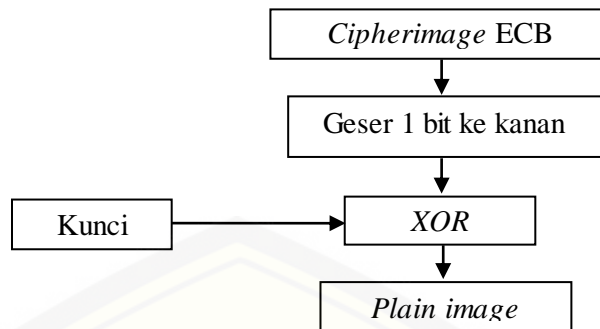 Cipherimage ECB
Geser 1 bit ke kanan
Kunci
XOR
Plain image